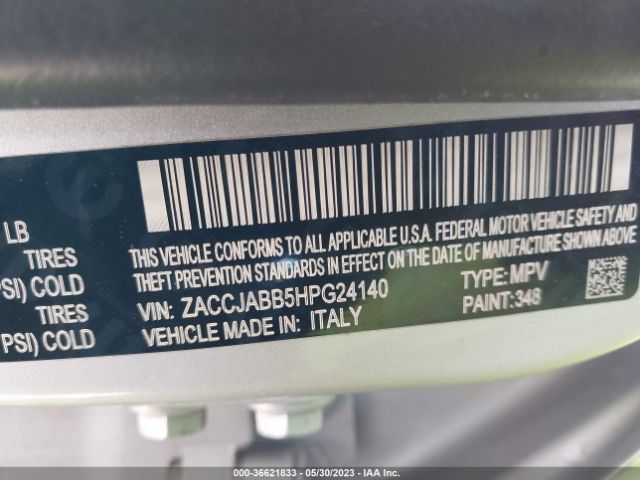 LB
TIRES
PSI) COLD
TIRES
PSI) COLD
THIS VEHICLE CONFORMS TO ALL APPLICABLE U.S.A. FEDERAL MOTOR VEHICLE SAFETY AND
THEFT PREVENTION STANDARDS IN EFFECT ON THE DATE OF MANUFACTURE SHOWN ABOVE.
VIN: ZACCJABB5HPG24140 TYPE: MPV
VEHICLE MADE IN: ITALY PAINT: 348
000-36621833 - 05/30/2023 - IAA Inc.